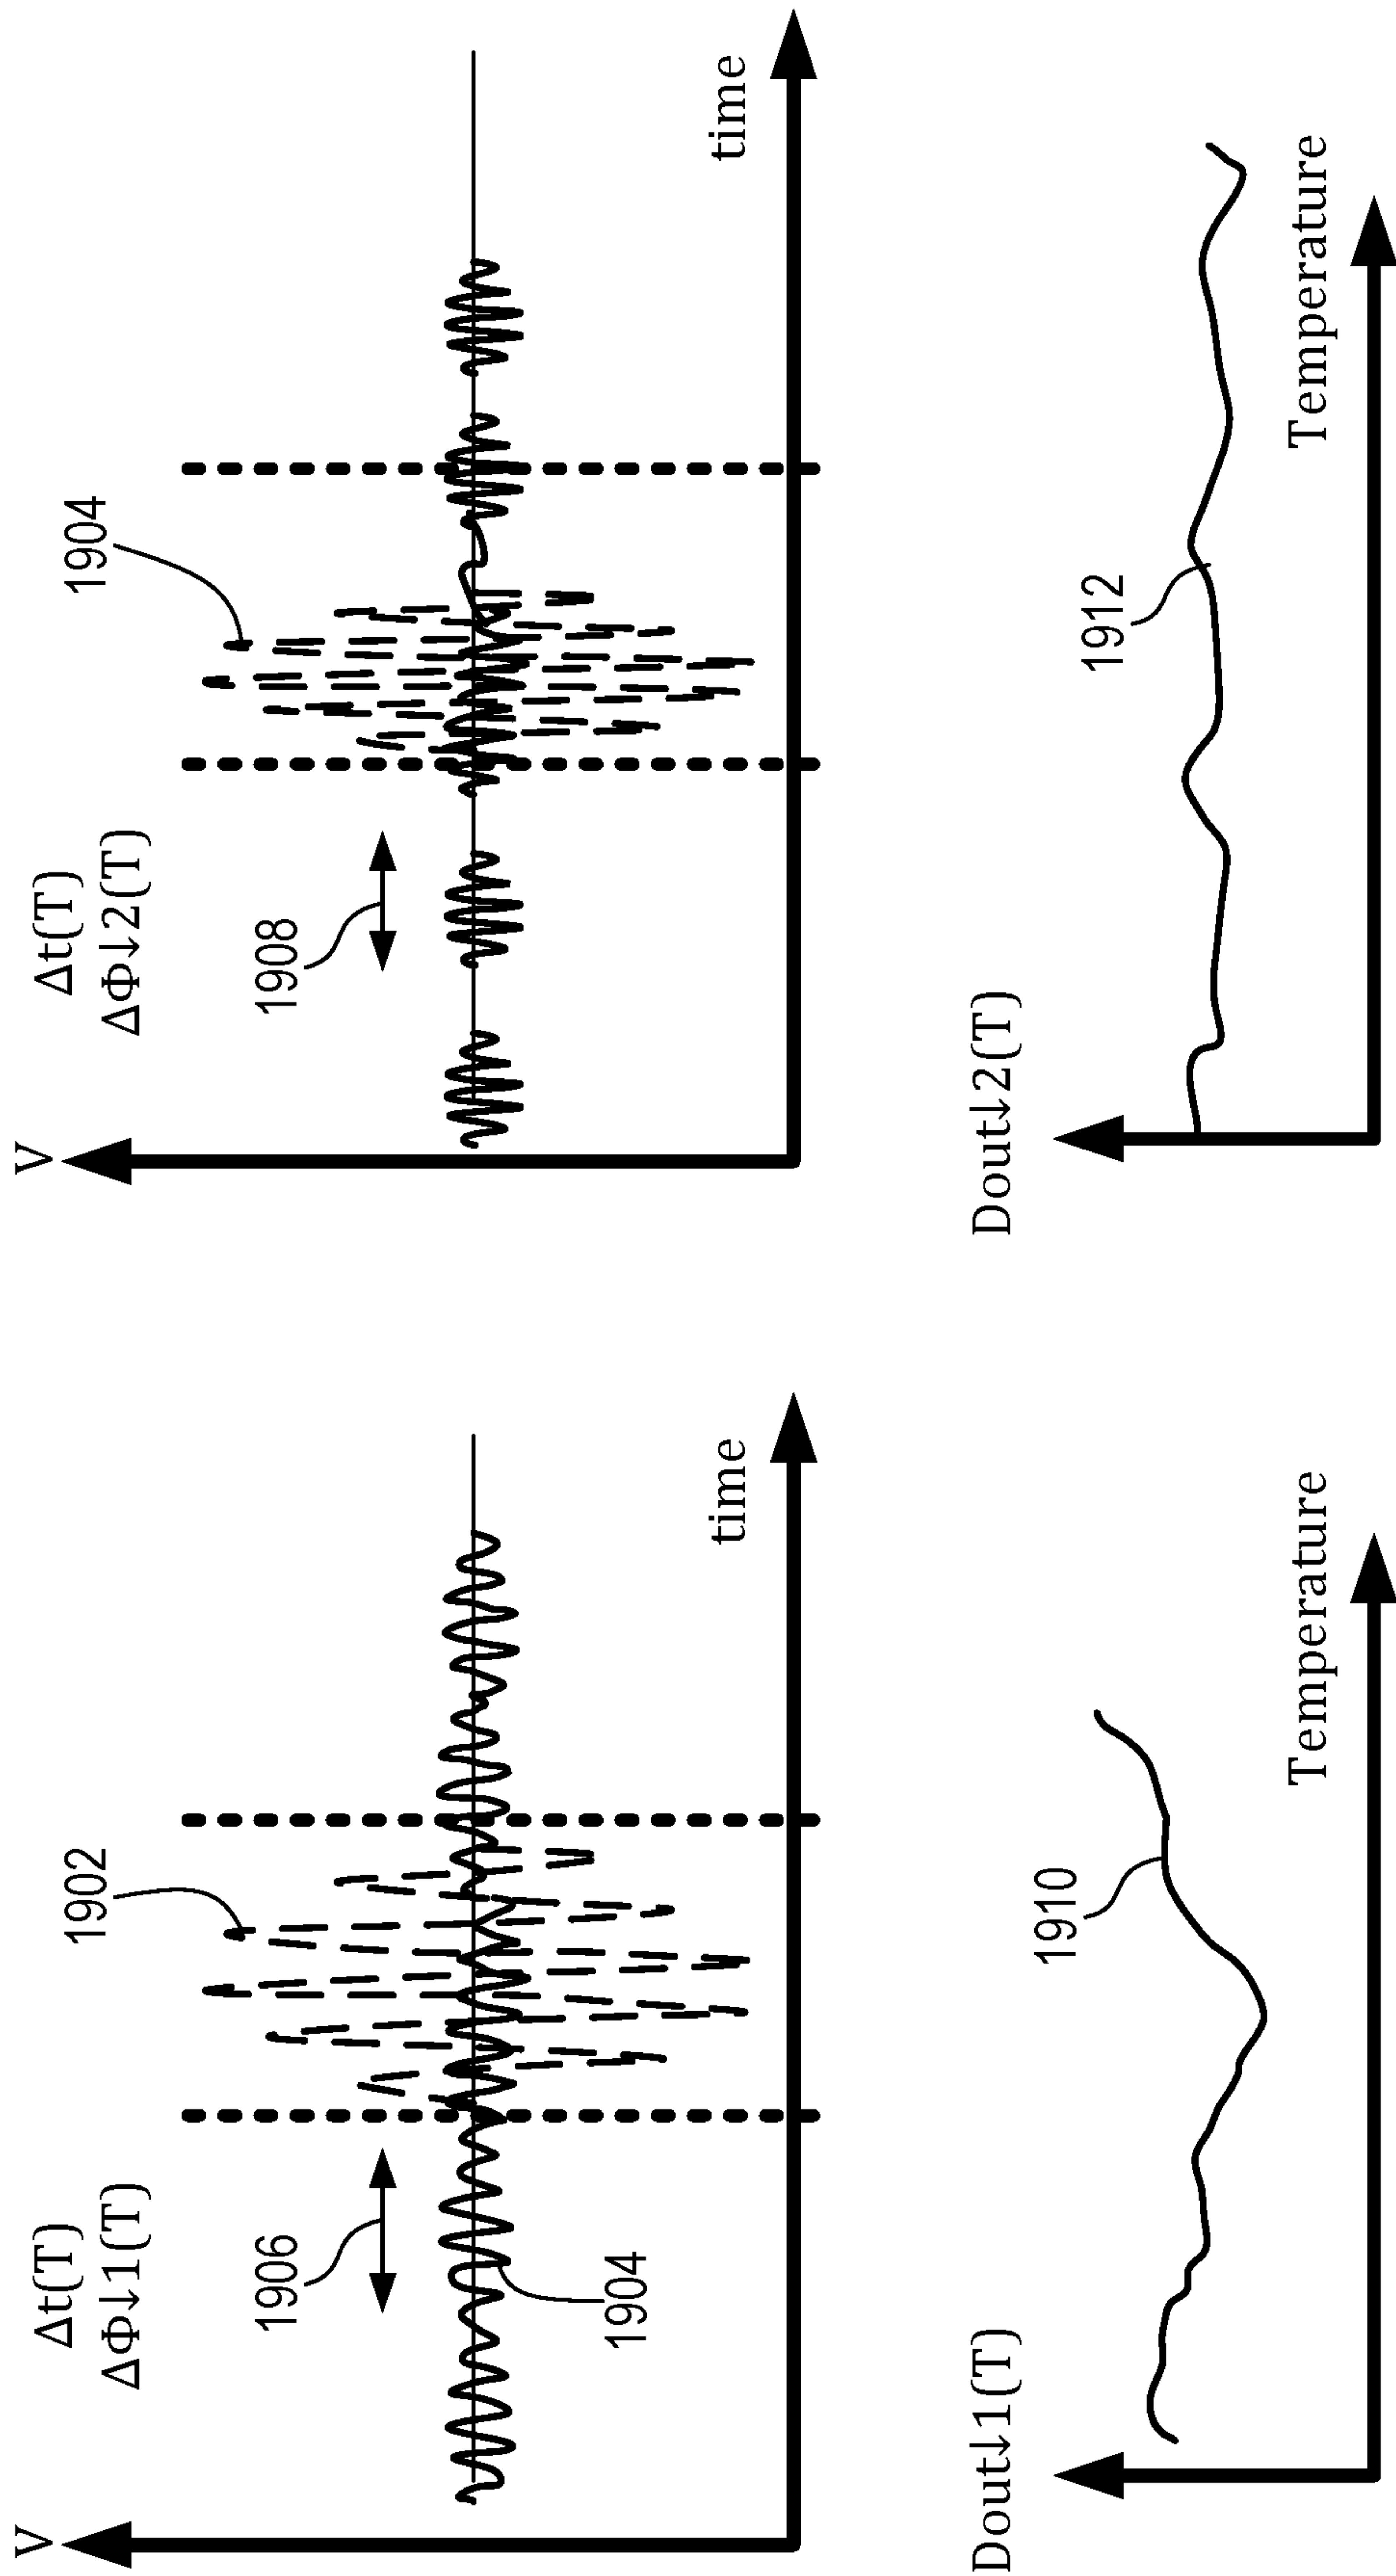 V
Δt(T)
ΔΦ↓1(T)
1902
1906
1904
time
V
Δt(T)
ΔΦ↓2(T)
1904
1908
time
Dout↓1(T)
1910
Temperature
Dout↓2(T)
1912
Temperature